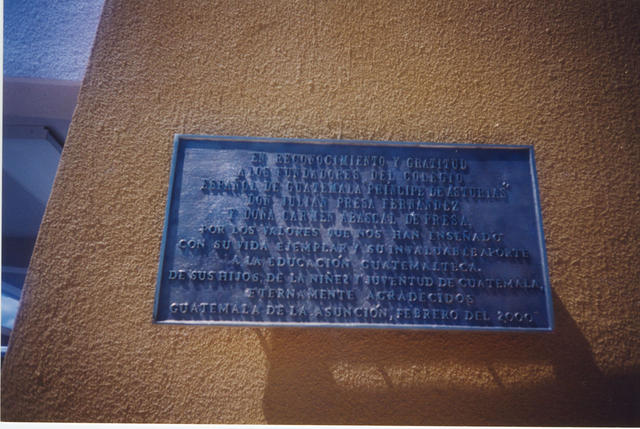 EN RECONOCIMIENTO Y GRATITUD
A LOS FUNDADORES DEL COLEGIO
ESPAÑOL DE GUATEMALA PRINCIPE DE ASTURIAS"
DON JULIAN PRESA FERNANDEZ
Y DOÑA CARMEN ABASCAL DE PRESA,
POR LOS VALORES QUE NOS HAN ENSEÑADO
CON SU VIDA EJEMPLAR Y SU INVALUABLE APORTE
A LA EDUCACIÓN GUATEMALTECA.
DE SUS HIJOS, DE LA NIÑEZ Y JUVENTUD DE GUATEMALA,
ETERNAMENTE AGRADECIDOS
GUATEMALA DE LA ASUNCIÓN, FEBRERO DEL 2000